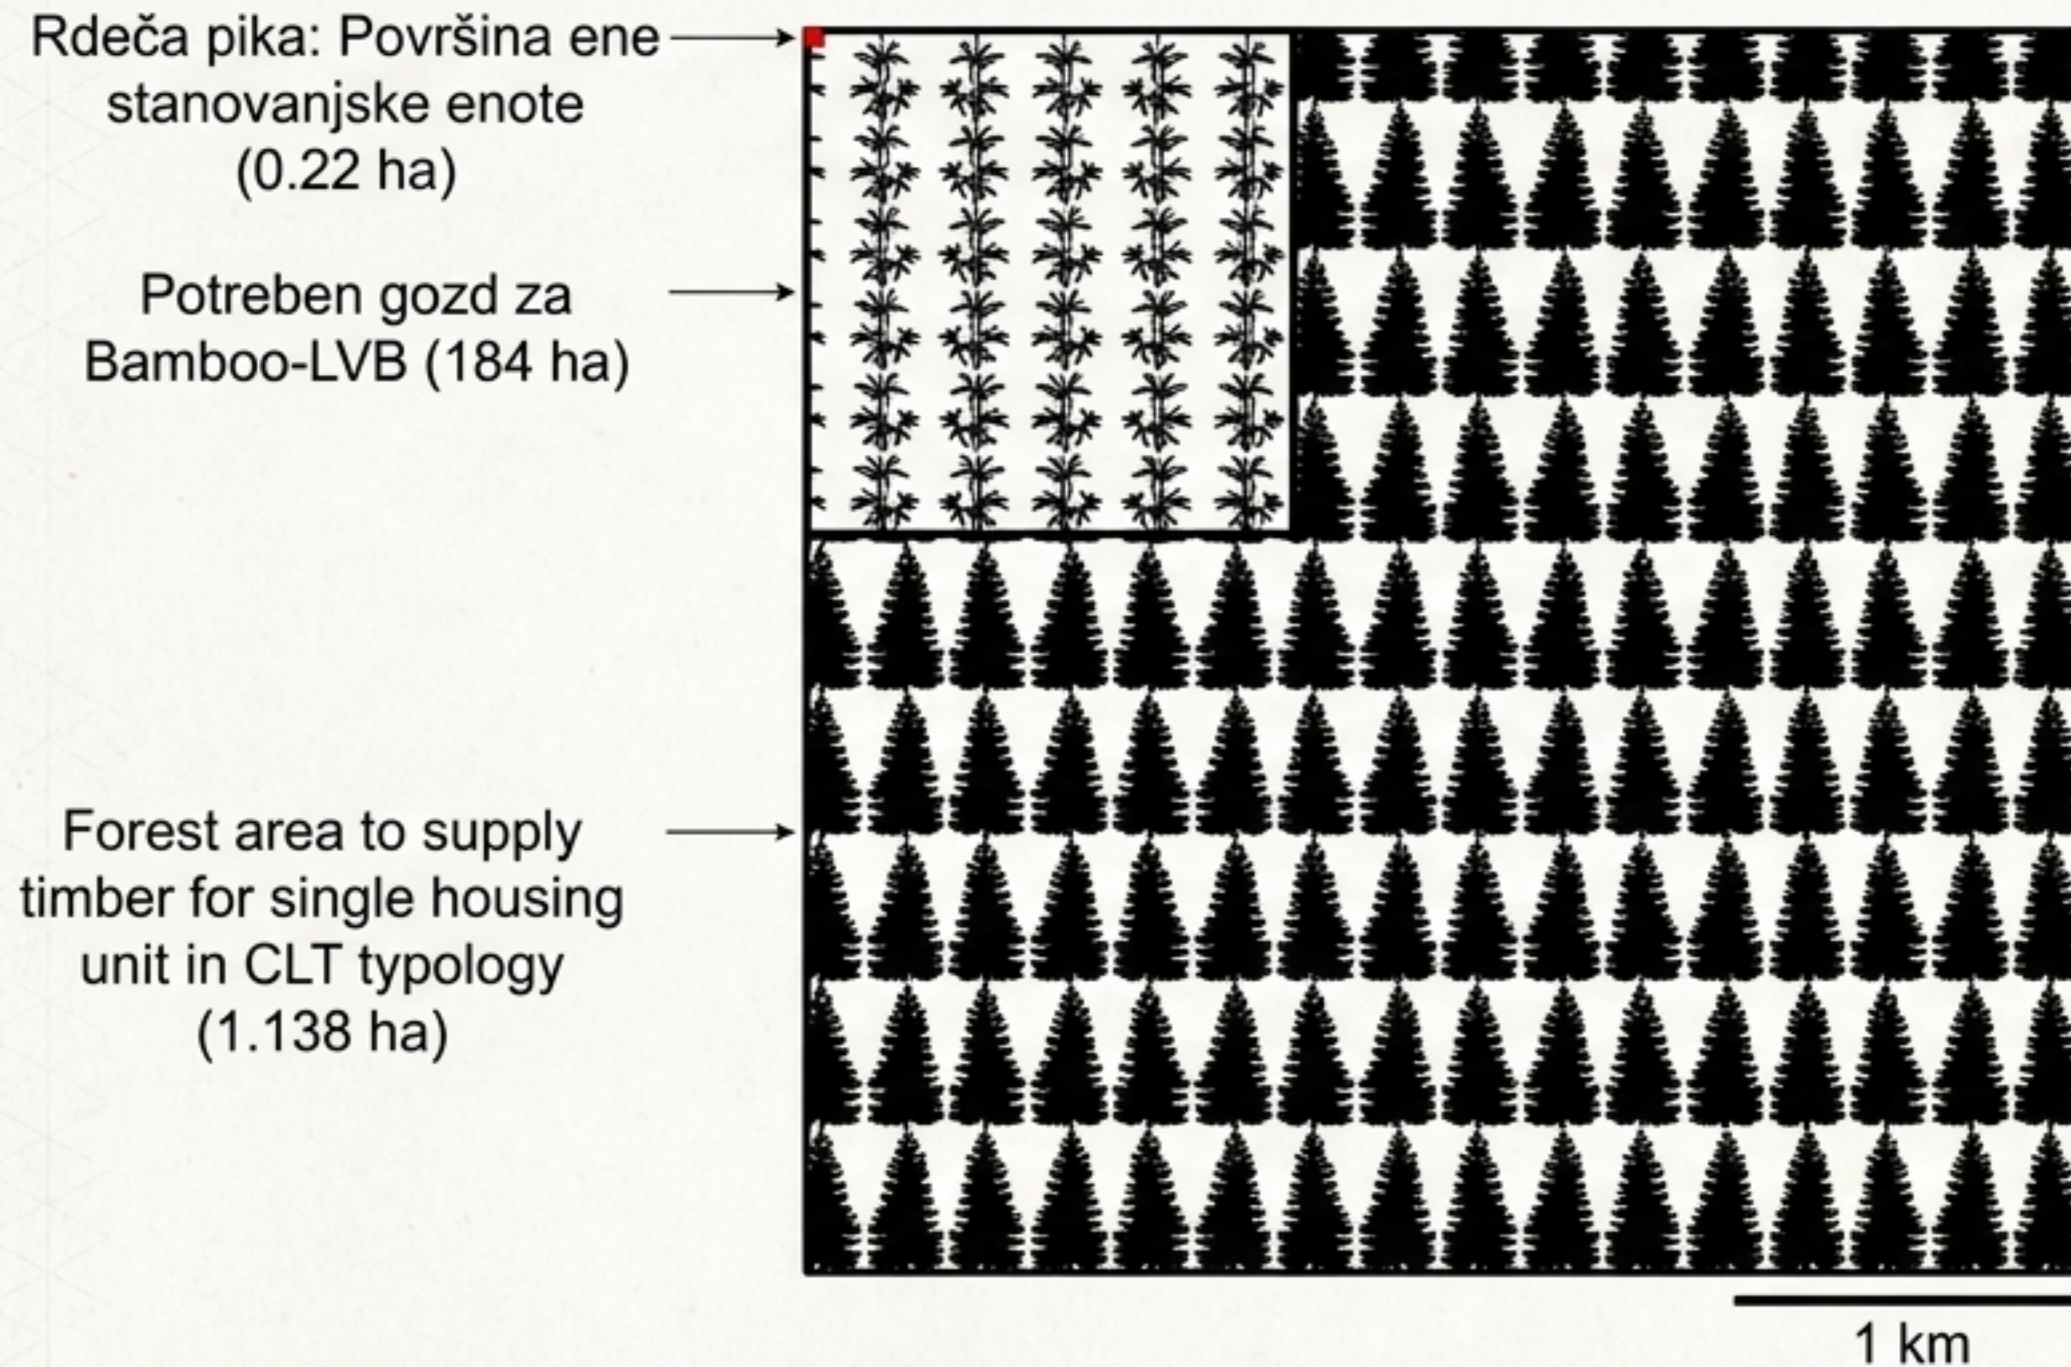 Rdeča pika: Površina ene
stanovanjske enote
(0.22 ha)
Potreben gozd za
Bamboo-LVB (184 ha)
Forest area to supply
timber for single housing
unit in CLT typology
(1.138 ha)
1 km